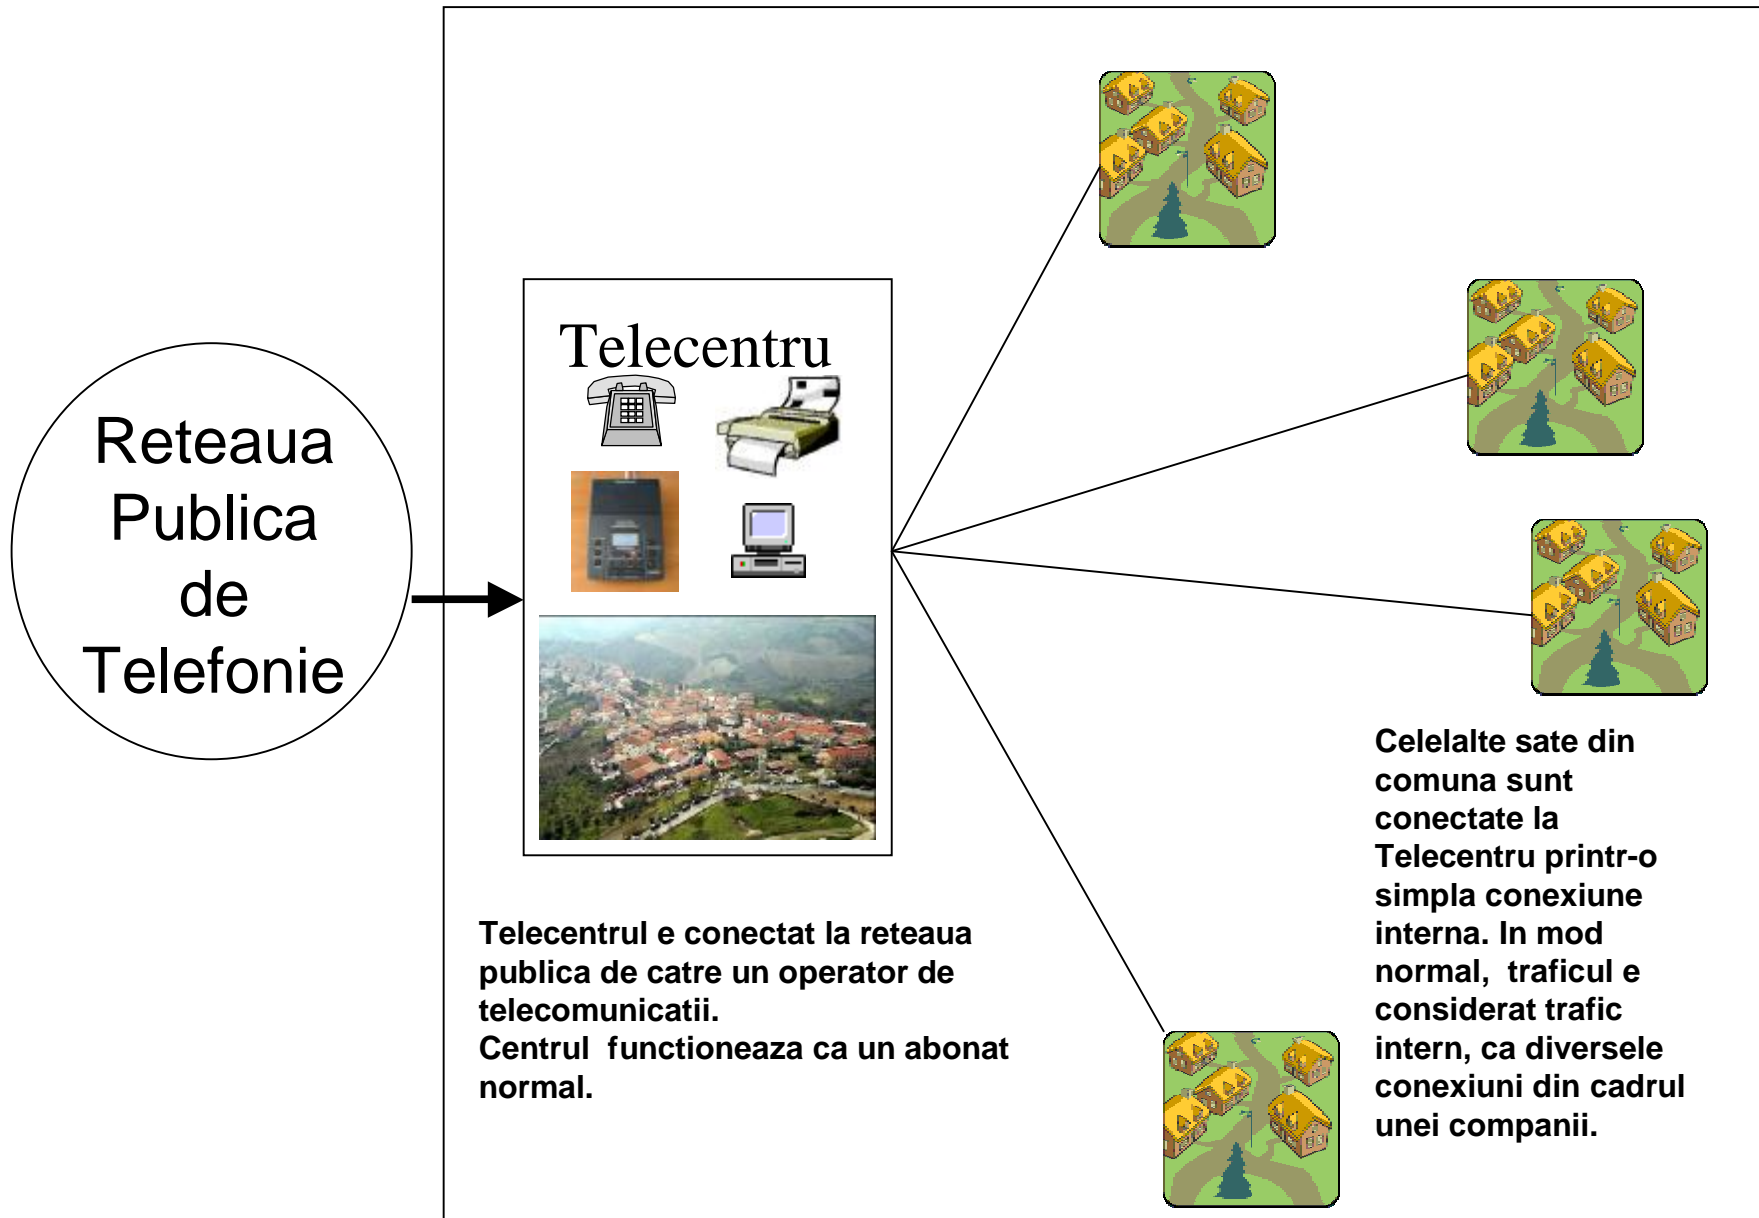 Reteaua
Publica
de
Telefonie
Telecentru
Telecentrul e conectat la reteaua
publica de catre un operator de
telecomunicatii.
Centrul  functioneaza ca un abonat
normal.
Celelalte sate din
comuna sunt
conectate la
Telecentru printr-o
simpla conexiune
interna. In mod
normal,  traficul e
considerat trafic
intern, ca diversele
conexiuni din cadrul
unei companii.